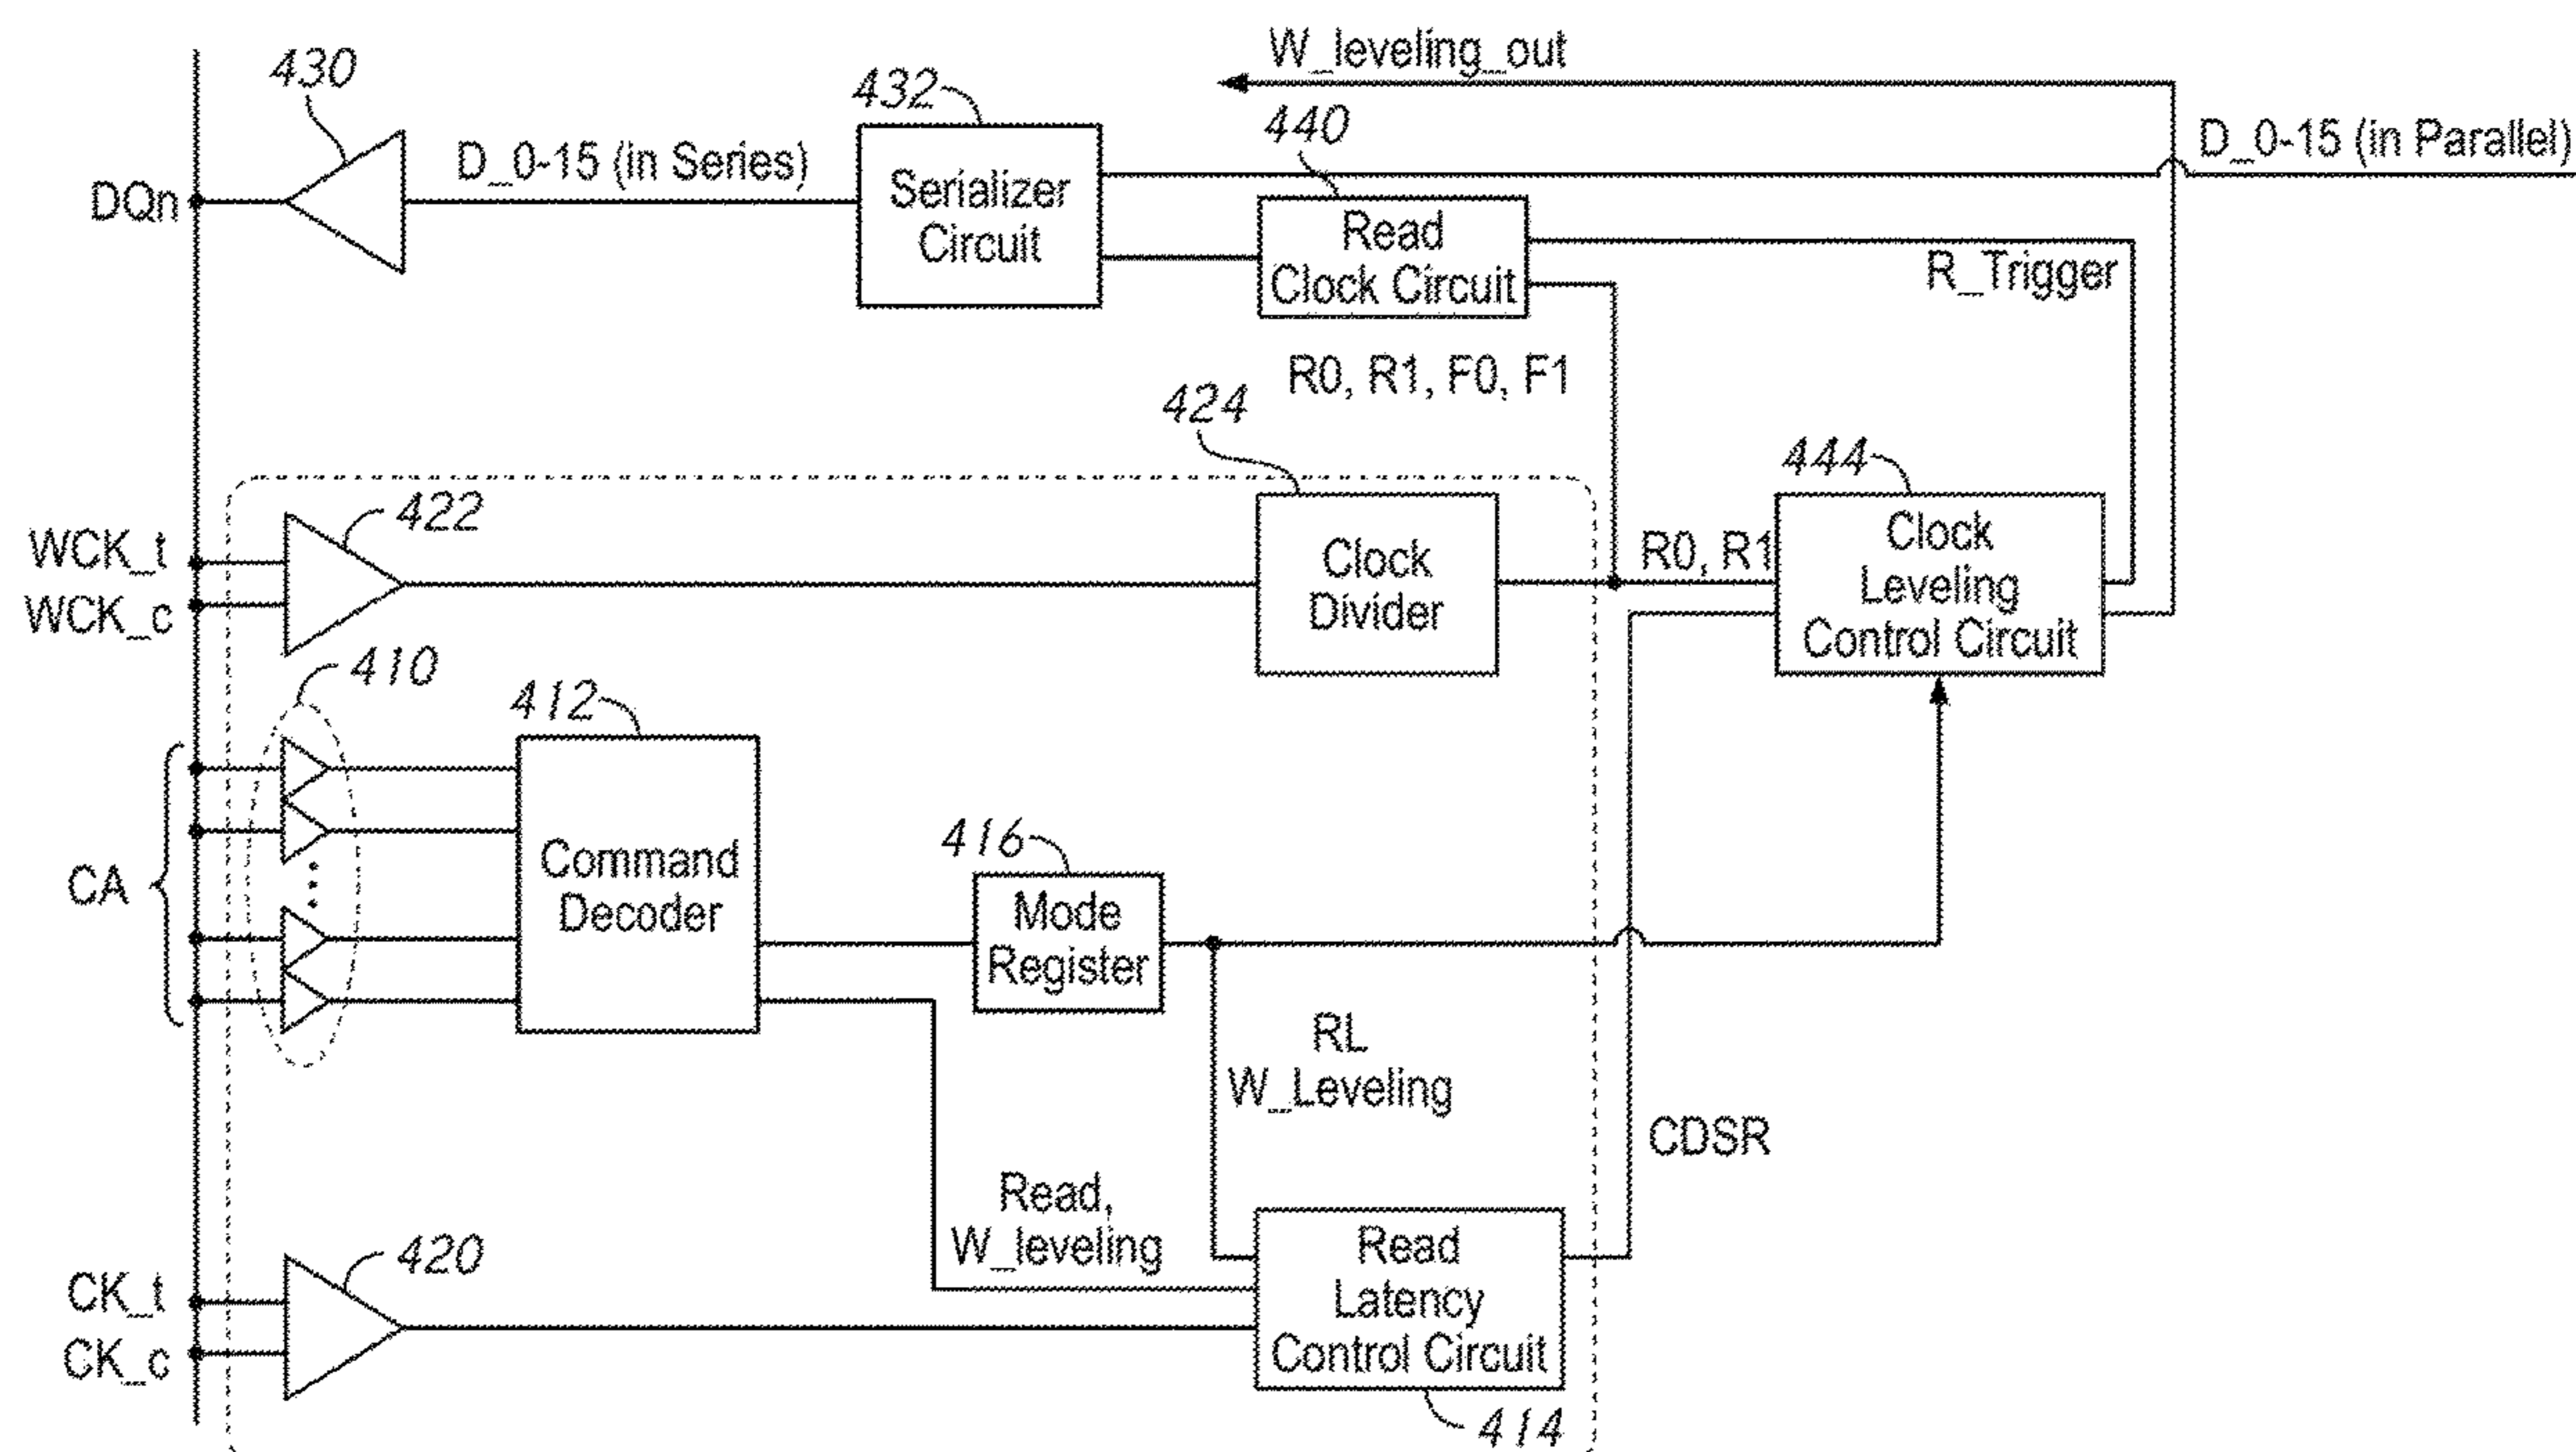 W_leveling_out
430
432
440
D_0-15 (in Parallel)
D_0-15 (in Series)
DQn
Serializer
Circuit
Read
Clock Circuit
R_Trigger
R0, R1, F0, F1
424
444
422
WCK_t
WCK_c
Clock
Divider
R0, R1
Clock
Leveling
Control Circuit
410
412
CA
Command
Decoder
416
Mode
Register
RL
W_Leveling
CDSR
Read,
W_leveling
420
CK_t
CK_c
Read
Latency
Control Circuit
414